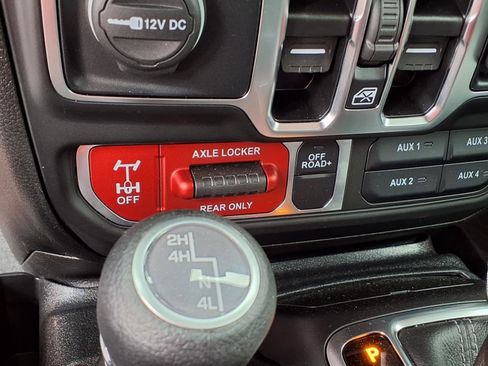 12V DC
AXLE LOCKER
REAR ONLY
OFF
OFF
ROAD+
AUX 1
AUX 2
AUX 3
AUX 4
2H
4H
N
4L
P